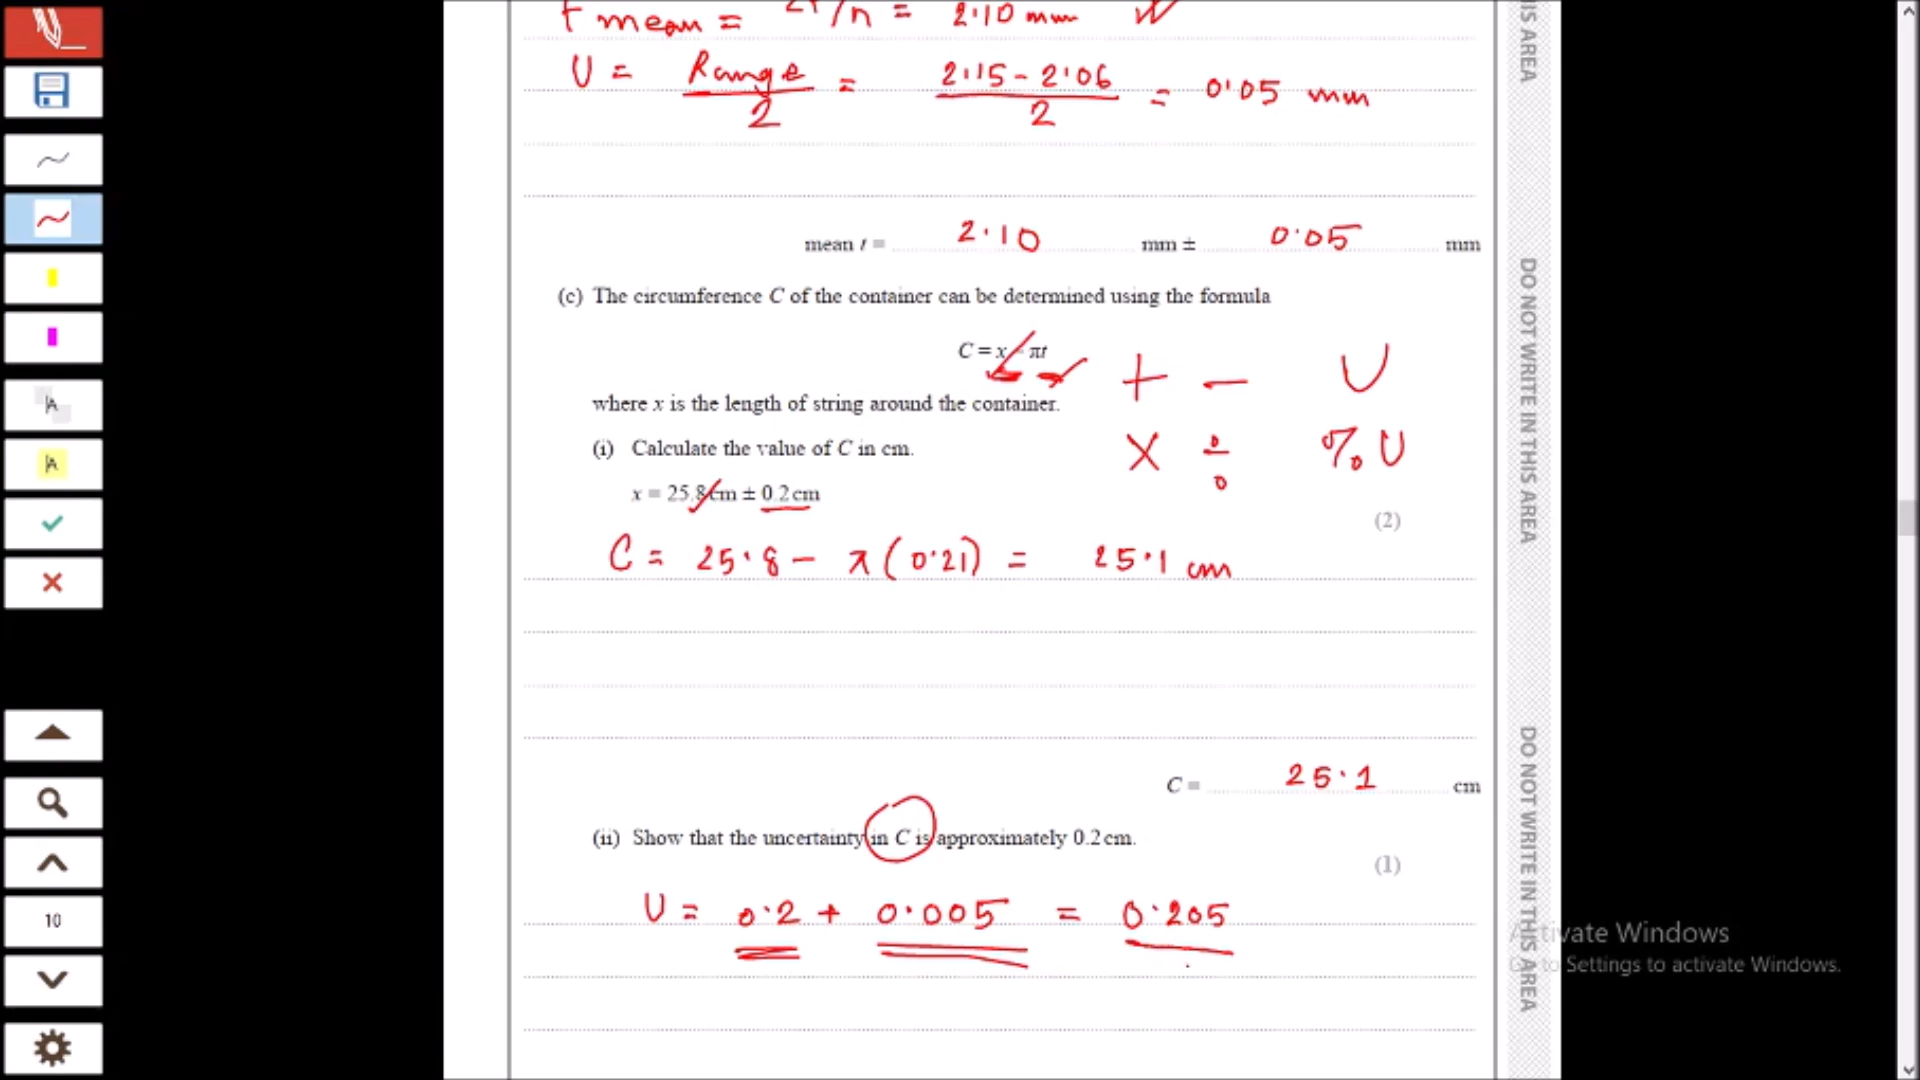 t mean = Σt/n = 2.10 mm
U = Range/2 = 2.15 - 2.06/2 = 0.05 mm
mean t = 2.10 mm ± 0.05 mm
(c) The circumference C of the container can be determined using the formula
C = x - πt
+ - U
where x is the length of string around the container.
× ÷ % U
(i) Calculate the value of C in cm.
x = 25.8 cm ± 0.2 cm
(2)
C = 25.8 - π(0.21) = 25.1 cm
C = 25.1 cm
(ii) Show that the uncertainty in C is approximately 0.2 cm.
(1)
U = 0.2 + 0.005 = 0.205
IS AREA
DO NOT WRITE IN THIS AREA
DO NOT WRITE IN THIS AREA
10
Activate Windows
Go to Settings to activate Windows.